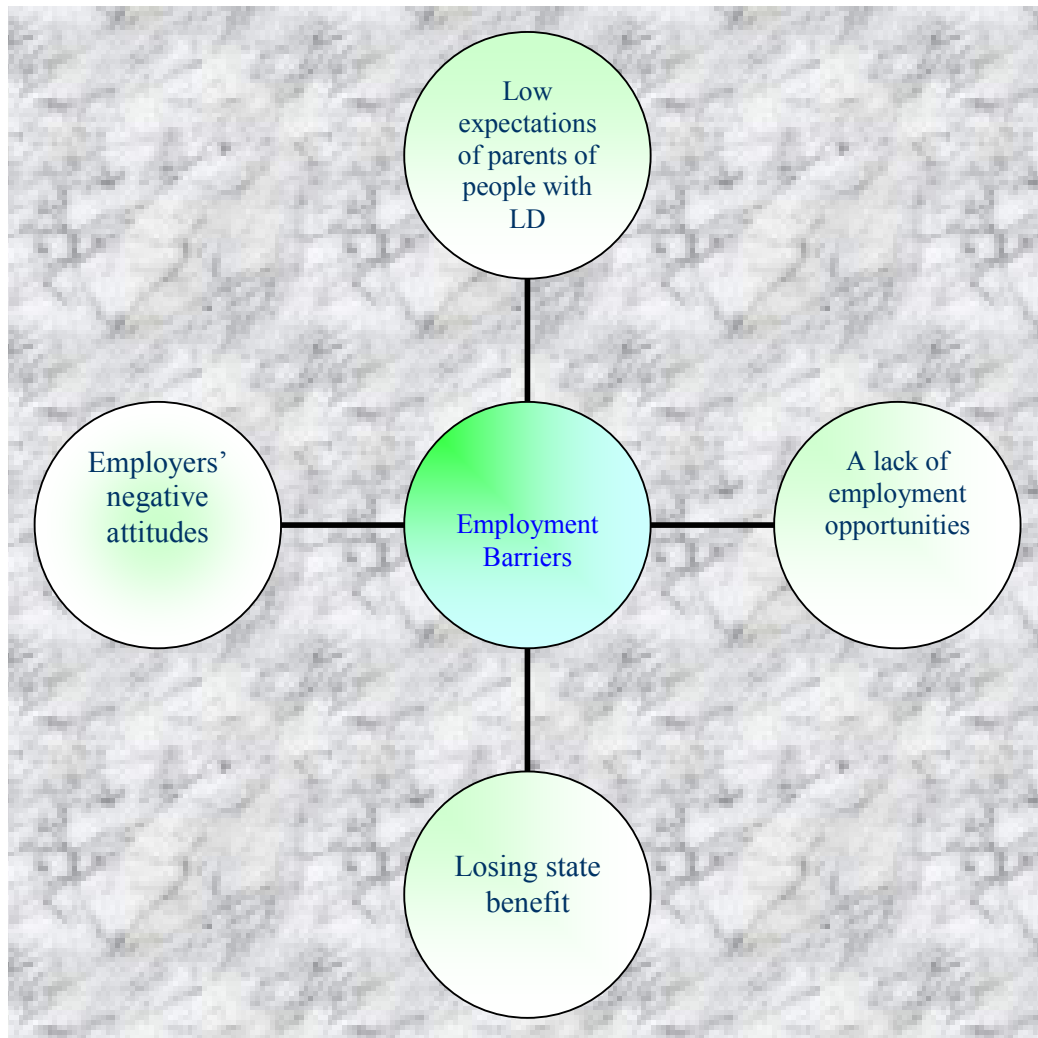 Low
expectations
of parents of
people with
LD
Employers’
negative
attitudes
Employment
Barriers
A lack of
employment
opportunities
Losing state
benefit